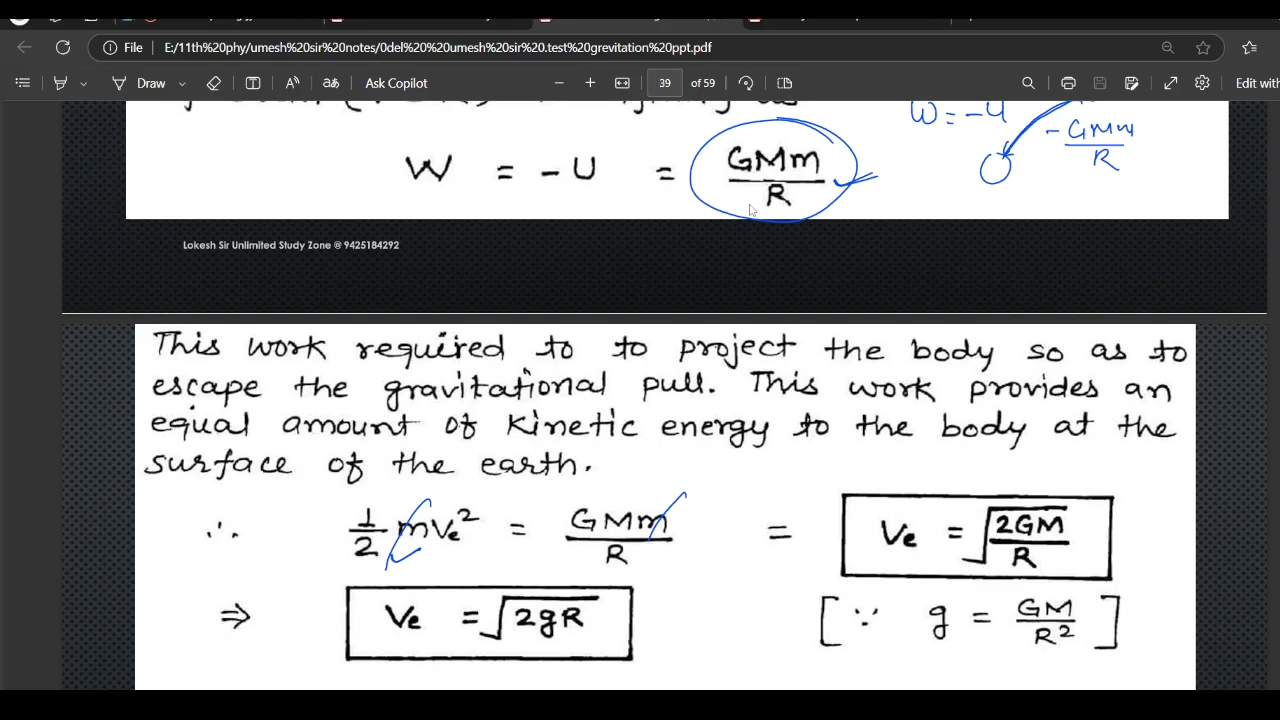 File E:/11th%20phy/umesh%20sir%20notes/0del%20%20umesh%20sir%20.test%20grevitation%20ppt.pdf
Draw Ask Copilot 39 of 59 Edit with
W = -U
W = -U = GMm/R
-GMm/R
Lokesh Sir Unlimited Study Zone @ 9425184292
This work required to to project the body so as to
escape the gravitational pull. This work provides an
equal amount of Kinetic energy to the body at the
surface of the earth.
∴ 1/2 mVe² = GMm/R = Ve = √(2GM/R)
⇒ Ve = √2gR [∵ g = GM/R²]